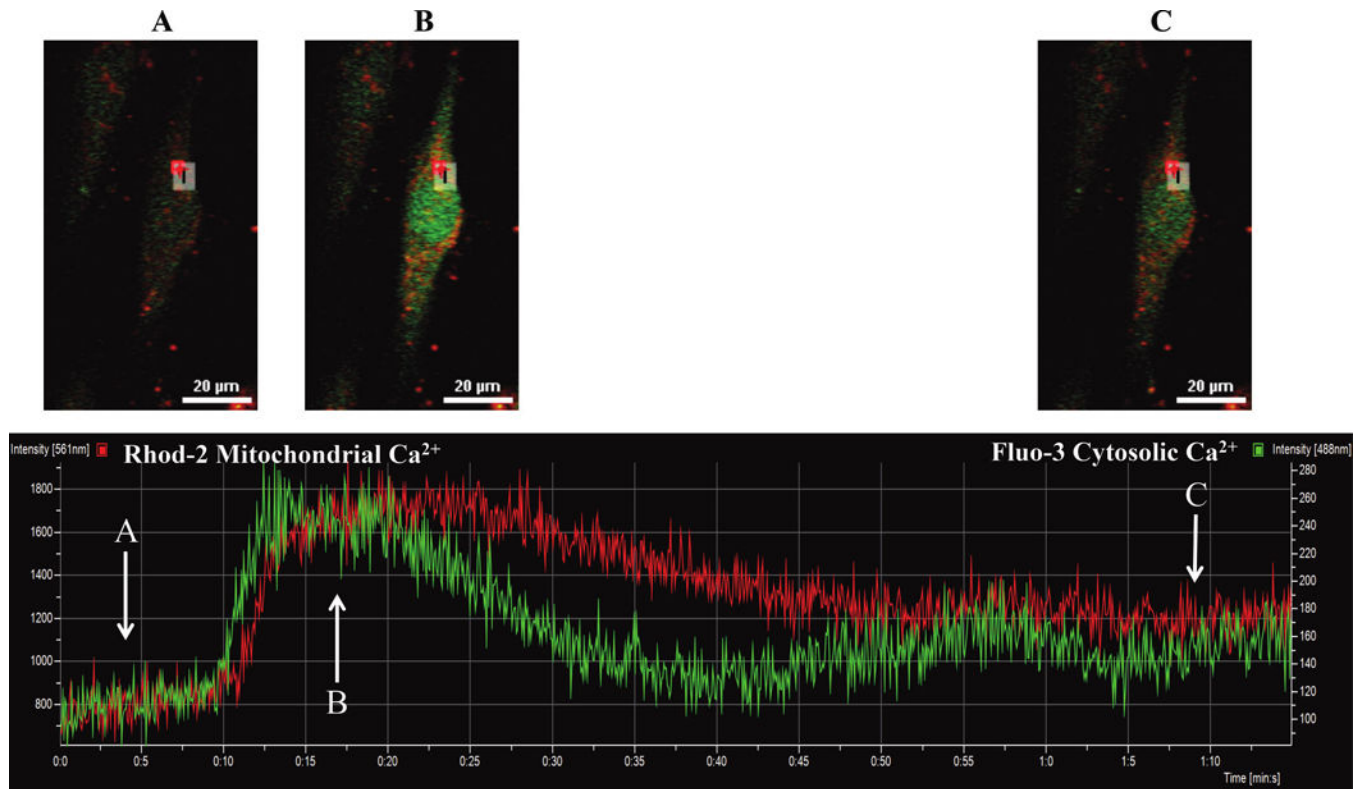 A B C
1 1 1
20 µm 20 µm 20 µm
Intensity [561nm] Rhod-2 Mitochondrial Ca²⁺ Fluo-3 Cytosolic Ca²⁺ Intensity [488nm]
1800
1600
1400
1200
1000
800
280
260
240
220
200
180
160
140
120
100
A
B
C
0:0 0:5 0:10 0:15 0:20 0:25 0:30 0:35 0:40 0:45 0:50 0:55 1:0 1:5 1:10
Time [min:s]